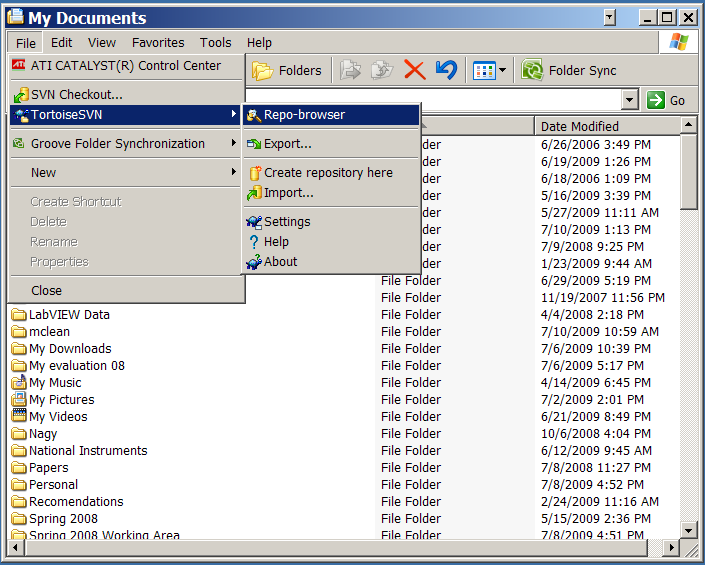 My Documents
File Edit View Favorites Tools Help
ATI CATALYST(R) Control Center
Folders
Folder Sync
SVN Checkout...
Go
TortoiseSVN
Repo-browser
Date Modified
Groove Folder Synchronization
Export...
New
Create repository here
Import...
Create Shortcut
Delete
Settings
Rename
Help
Properties
About
Close
older 6/26/2006 3:49 PM
older 6/19/2009 1:26 PM
older 6/18/2006 1:09 PM
older 5/16/2009 3:39 PM
older 5/27/2009 11:11 AM
older 7/10/2009 1:13 PM
older 7/9/2008 9:25 PM
older 1/23/2009 9:44 AM
File Folder 6/29/2009 5:19 PM
File Folder 11/19/2007 11:56 PM
LabVIEW Data File Folder 4/4/2008 2:18 PM
mclean File Folder 7/10/2009 10:59 AM
My Downloads File Folder 7/6/2009 10:39 PM
My evaluation 08 File Folder 7/6/2009 5:17 PM
My Music File Folder 4/14/2009 6:45 PM
My Pictures File Folder 7/2/2009 2:01 PM
My Videos File Folder 6/21/2009 8:49 PM
Nagy File Folder 10/6/2008 4:04 PM
National Instruments File Folder 6/12/2009 9:45 AM
Papers File Folder 7/8/2008 11:27 PM
Personal File Folder 7/8/2009 4:52 PM
Recomendations File Folder 2/24/2009 11:16 AM
Spring 2008 File Folder 5/15/2009 2:36 PM
Spring 2008 Working Area File Folder 7/8/2009 4:51 PM